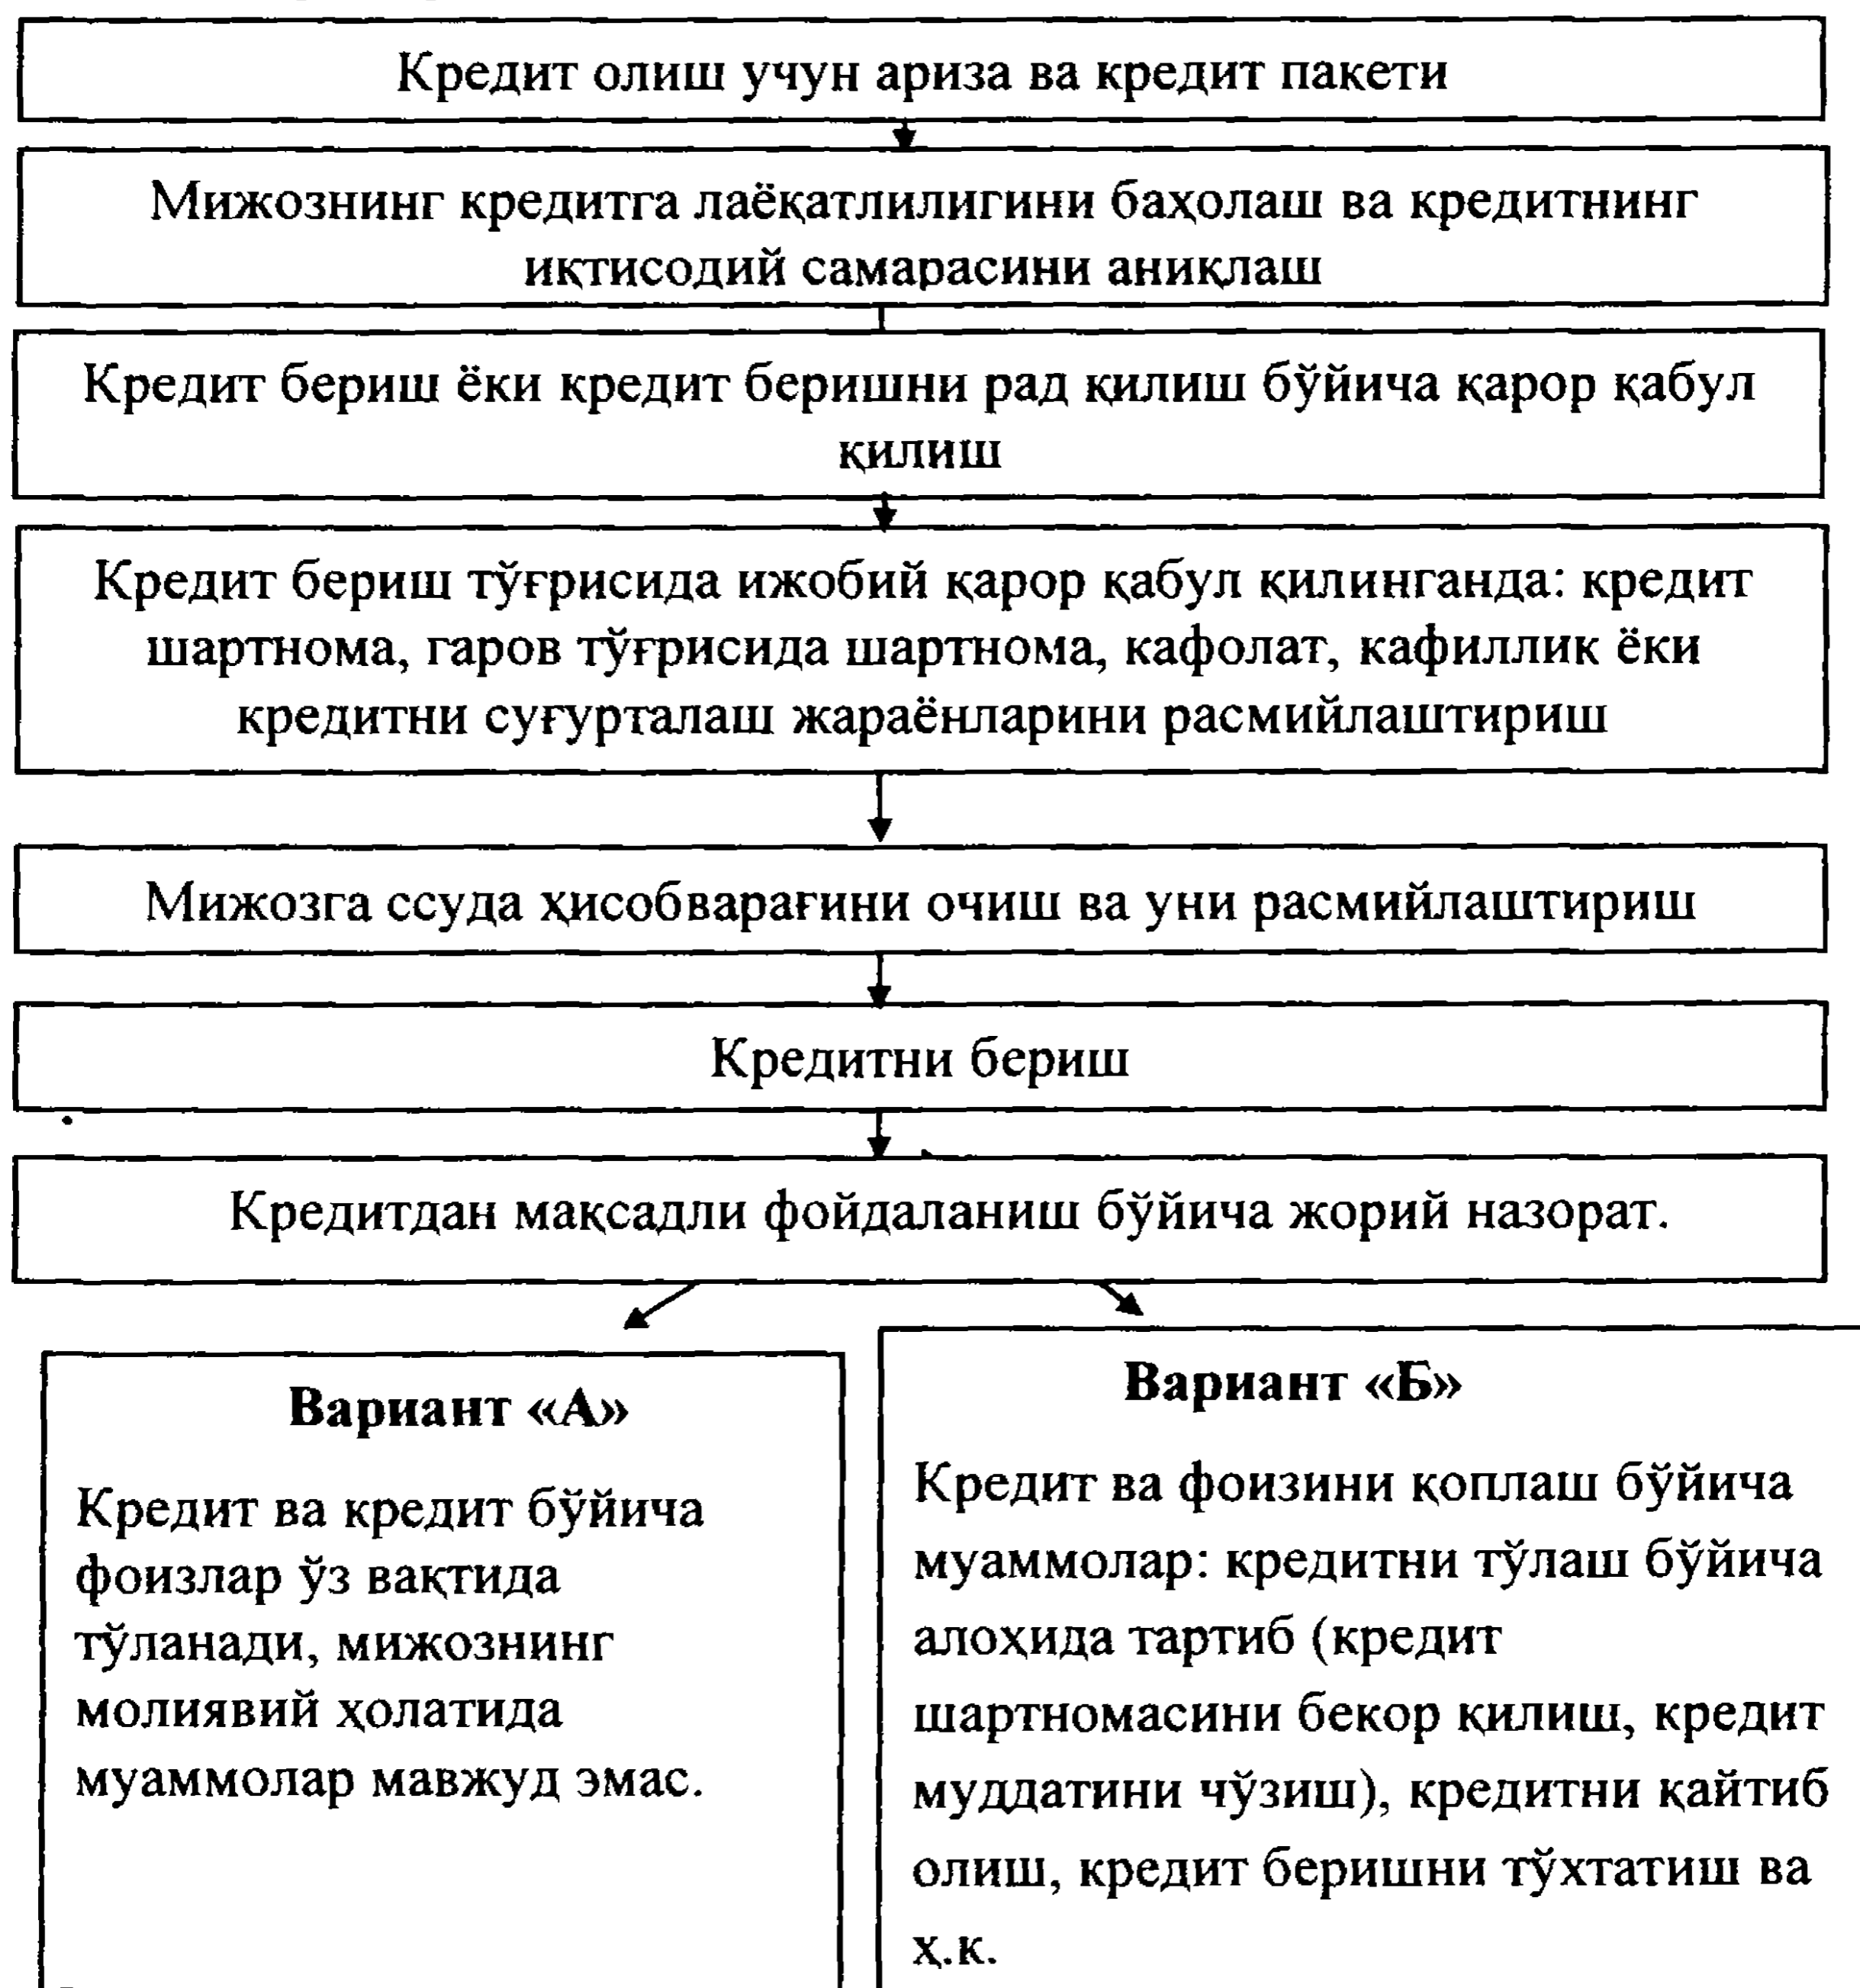 Кредит олиш учун ариза ва кредит пакети
Мижознинг кредитга лаёқатлилигини баҳолаш ва кредитнинг
иқтисодий самарасини аниқлаш
Кредит бериш ёки кредит беришни рад қилиш бўйича қарор қабул
қилиш
Кредит бериш тўғрисида ижобий қарор қабул қилинганда: кредит
шартнома, гаров тўғрисида шартнома, кафолат, кафиллик ёки
кредитни суғурталаш жараёнларини расмийлаштириш
Мижозга ссуда ҳисобварағини очиш ва уни расмийлаштириш
Кредитни бериш
Кредитдан мақсадли фойдаланиш бўйича жорий назорат.
Вариант «А»
Кредит ва кредит бўйича
фоизлар ўз вақтида
тўланади, мижознинг
молиявий ҳолатида
муаммолар мавжуд эмас.
Вариант «Б»
Кредит ва фоизини қоплаш бўйича
муаммолар: кредитни тўлаш бўйича
алоҳида тартиб (кредит
шартномасини бекор қилиш, кредит
муддатини чўзиш), кредитни қайтиб
олиш, кредит беришни тўхтатиш ва
ҳ.к.